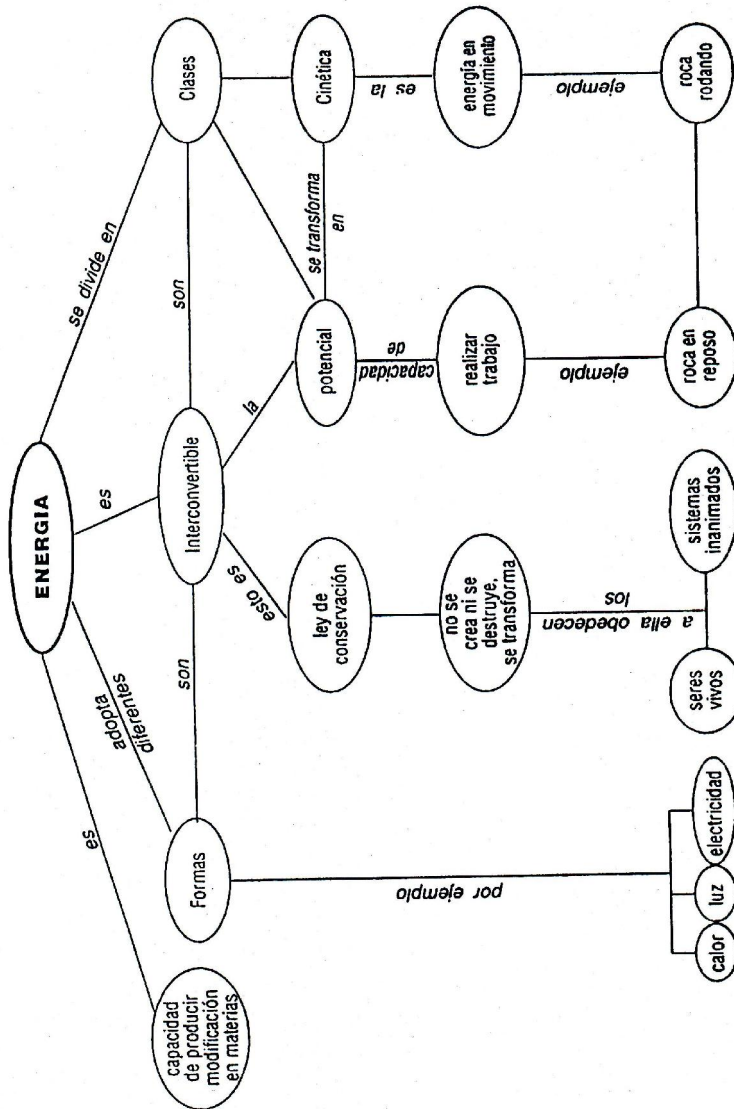 ENERGIA
es
adopta
diferentes
es
se divide en
capacidad
de producir
modificación
en materias
Formas
son
Interconvertible
son
Clases
esto es
la
ley de
conservación
potencial
se transforma
en
Cinética
capacidad
de
es la
no se
crea ni se
destruye,
se transforma
realizar
trabajo
energía en
movimiento
por ejemplo
a ella obedecen
los
ejemplo
ejemplo
calor
luz
electricidad
seres
vivos
sistemas
inanimados
roca en
reposo
roca
rodando